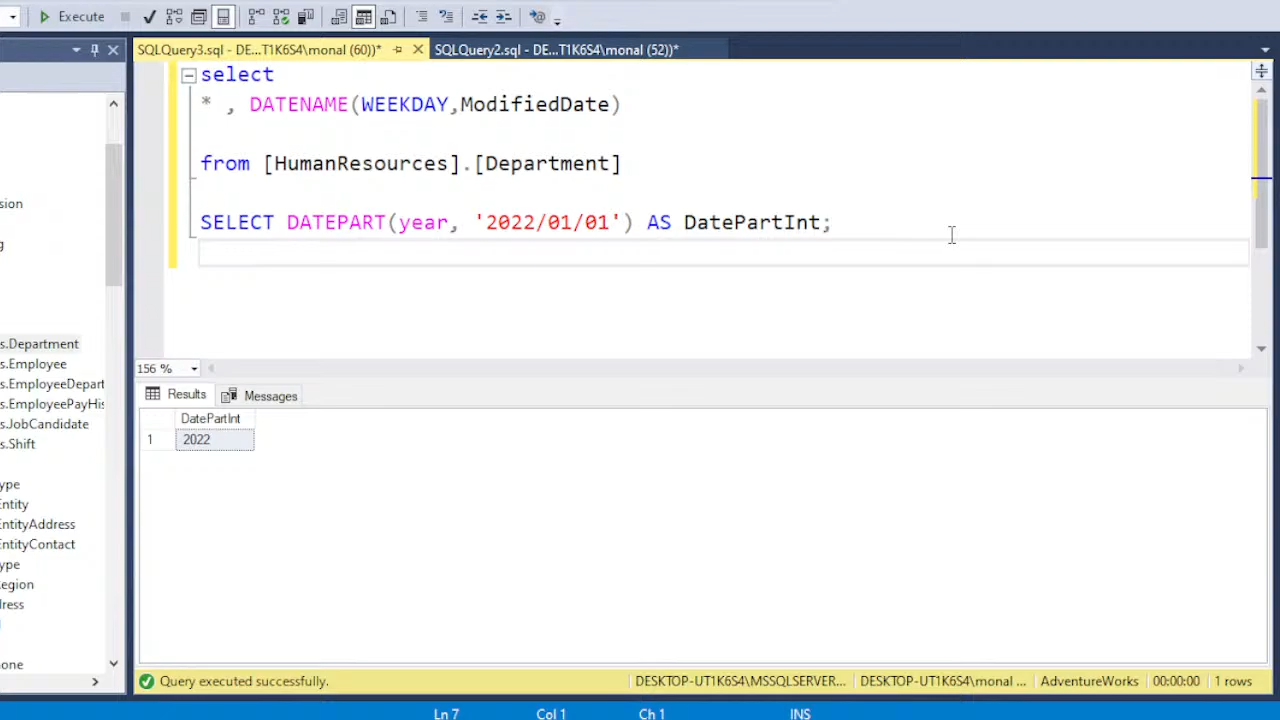 Execute
SQLQuery3.sql - DE...T1K6S4\monal (60))*
SQLQuery2.sql - DE...T1K6S4\monal (52))*
select
* , DATENAME(WEEKDAY,ModifiedDate)
from [HumanResources].[Department]
SELECT DATEPART(year, '2022/01/01') AS DatePartInt;
sion
g
s.Department
s.Employee
s.EmployeeDepart
s.EmployeePayHis
s.JobCandidate
s.Shift
ype
Entity
EntityAddress
EntityContact
ype
Region
dress
one
156 %
Results
Messages
DatePartInt
1 2022
Query executed successfully.
DESKTOP-UT1K6S4\MSSQLSERVER...
DESKTOP-UT1K6S4\monal ...
AdventureWorks
00:00:00
1 rows
Ln 7
Col 1
Ch 1
INS